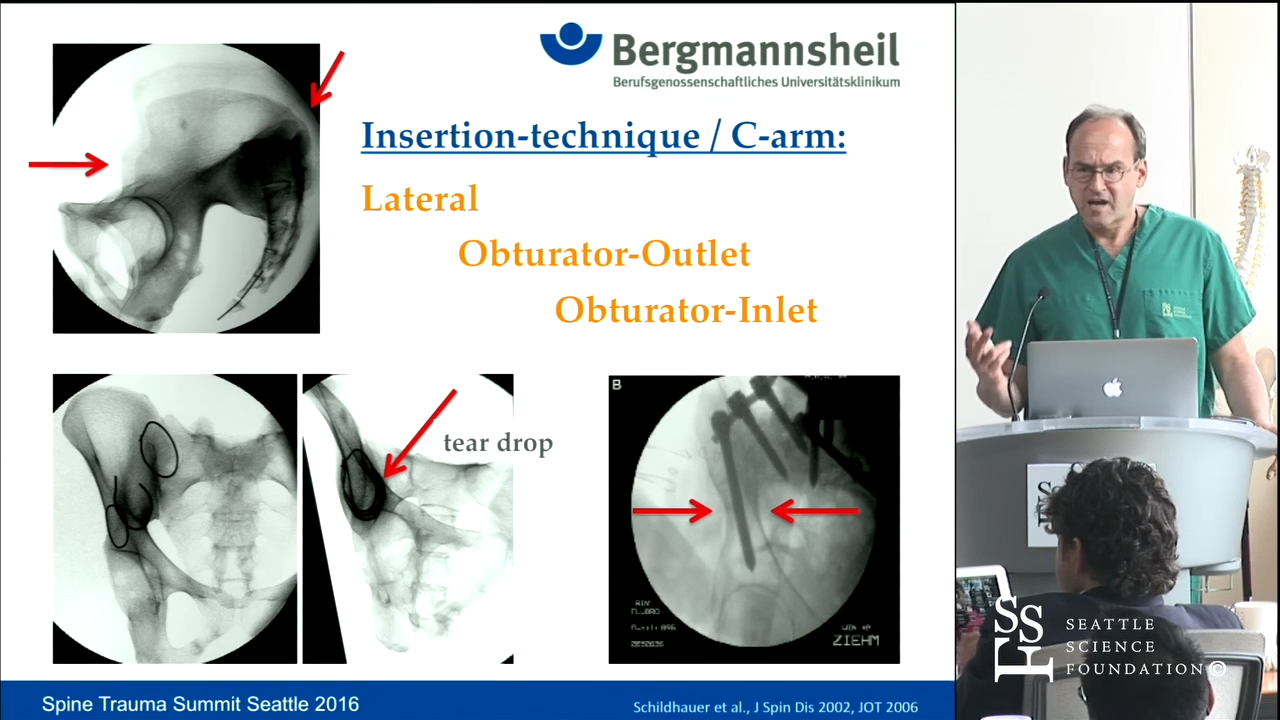 Bergmannsheil
Berufsgenossenschaftliches Universitätsklinikum
Insertion-technique / C-arm:
Lateral
Obturator-Outlet
Obturator-Inlet
tear drop
B
ZIEHM
Spine Trauma Summit Seattle 2016
Schildhauer et al., J Spin Dis 2002, JOT 2006
SSF
SEATTLE
SCIENCE
FOUNDATION©